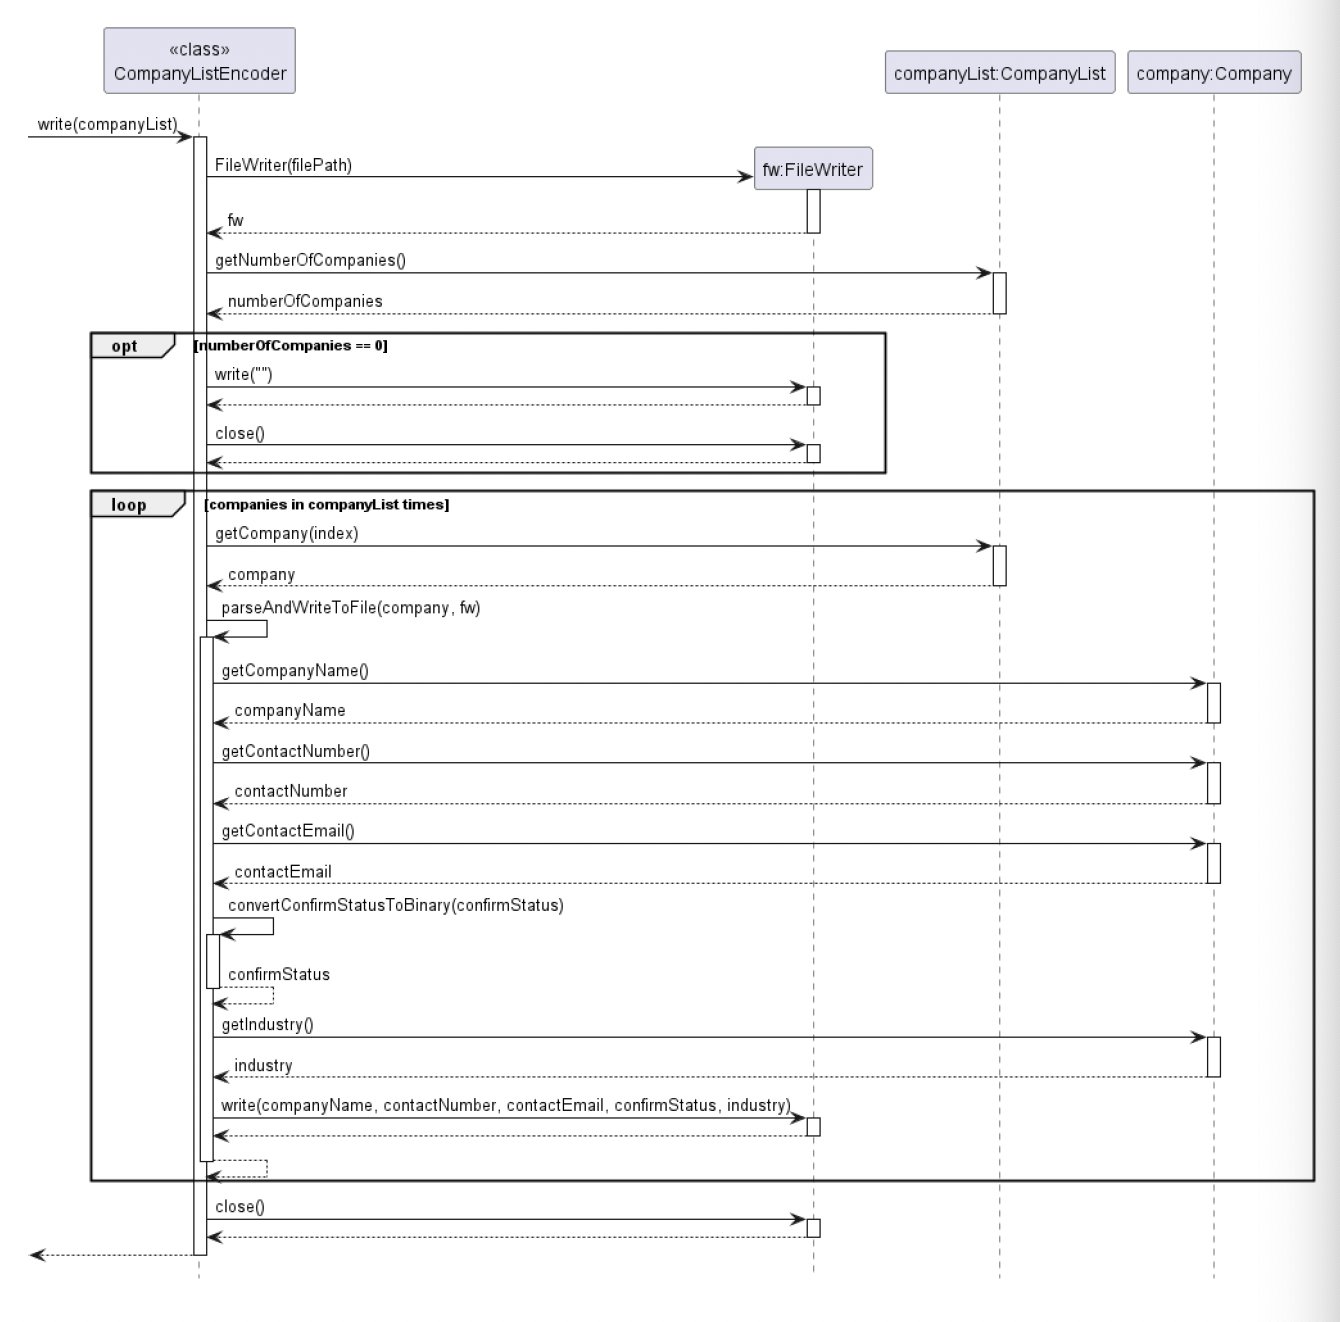 «class»
CompanyListEncoder
companyList:CompanyList
company:Company
write(companyList)
FileWriter(filePath)
fw:FileWriter
fw
getNumberOfCompanies()
numberOfCompanies
opt
[numberOfCompanies == 0]
write("")
close()
loop
[companies in companyList times]
getCompany(index)
company
parseAndWriteToFile(company, fw)
getCompanyName()
companyName
getContactNumber()
contactNumber
getContactEmail()
contactEmail
convertConfirmStatusToBinary(confirmStatus)
confirmStatus
getIndustry()
industry
write(companyName, contactNumber, contactEmail, confirmStatus, industry)
close()